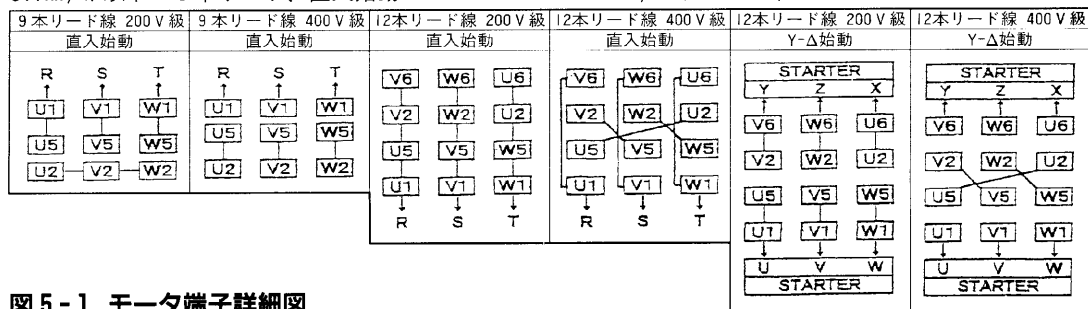 9本リード線 200V級 9本リード線 400V級 12本リード線 200V級 12本リード線 400V級 12本リード線 200V級 12本リード線 400V級
直入始動 直入始動 直入始動 直入始動 Y-Δ始動 Y-Δ始動
R S T
U1 V1 W1
U5 V5 W5
U2 V2 W2
R S T
U1 V1 W1
U5 V5 W5
U2 V2 W2
V6 W6 U6
V2 W2 U2
U5 V5 W5
U1 V1 W1
R S T
V6 W6 U6
V2 W2 U2
U5 V5 W5
U1 V1 W1
R S T
STARTER
Y Z X
V6 W6 U6
V2 W2 U2
U5 V5 W5
U1 V1 W1
U V W
STARTER
STARTER
Y Z X
V6 W6 U6
V2 W2 U2
U5 V5 W5
U1 V1 W1
U V W
STARTER
図5-1 モータ端子詳細図